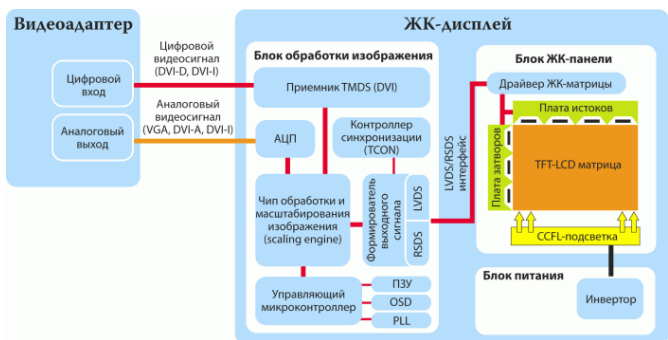 Видеоадаптер
ЖК-дисплей
Цифровой
видеосигнал
(DVI-D, DVI-I)
Цифровой
вход
Аналоговый
видеосигнал
(VGA, DVI-A, DVI-I)
Аналоговый
выход
Блок обработки изображения
Приемник TMDS (DVI)
АЦП
Контроллер
синхронизации
(TCON)
Чип обработки и
масштабирования
изображения
(scaling engine)
Формирователь
выходного
сигнала
LVDS
RSDS
Управляющий
микроконтроллер
ПЗУ
OSD
PLL
LVDS/RSDS
интерфейс
Блок ЖК-панели
Драйвер ЖК-матрицы
Плата истоков
Плата затворов
TFT-LCD матрица
CCFL-подсветка
Блок питания
Инвертор